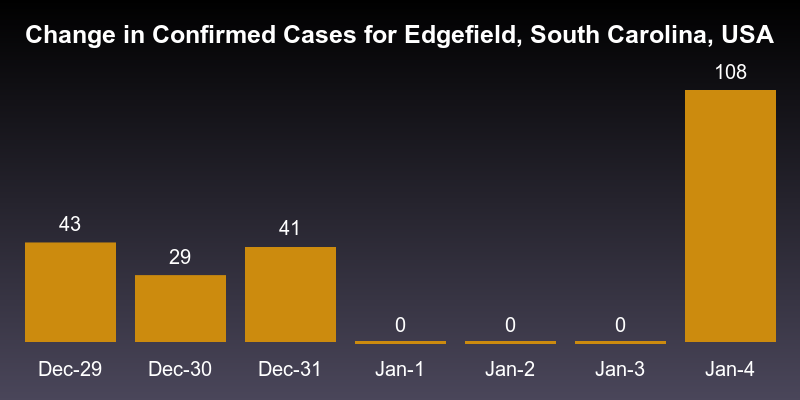 Change in Confirmed Cases for Edgefield, South Carolina, USA
108
43
41
29
0 0 0
Dec-29 Dec-30 Dec-31 Jan-1 Jan-2 Jan-3 Jan-4